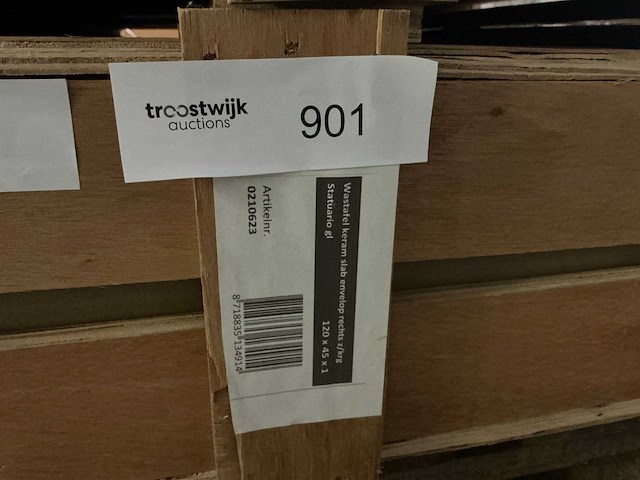 troostwijk
auctions
901
Wastafel keram slab envelop rechts z/krg
Statuario gl
120 x 45 x 1
Artikelnr.
0210623
8718835134914